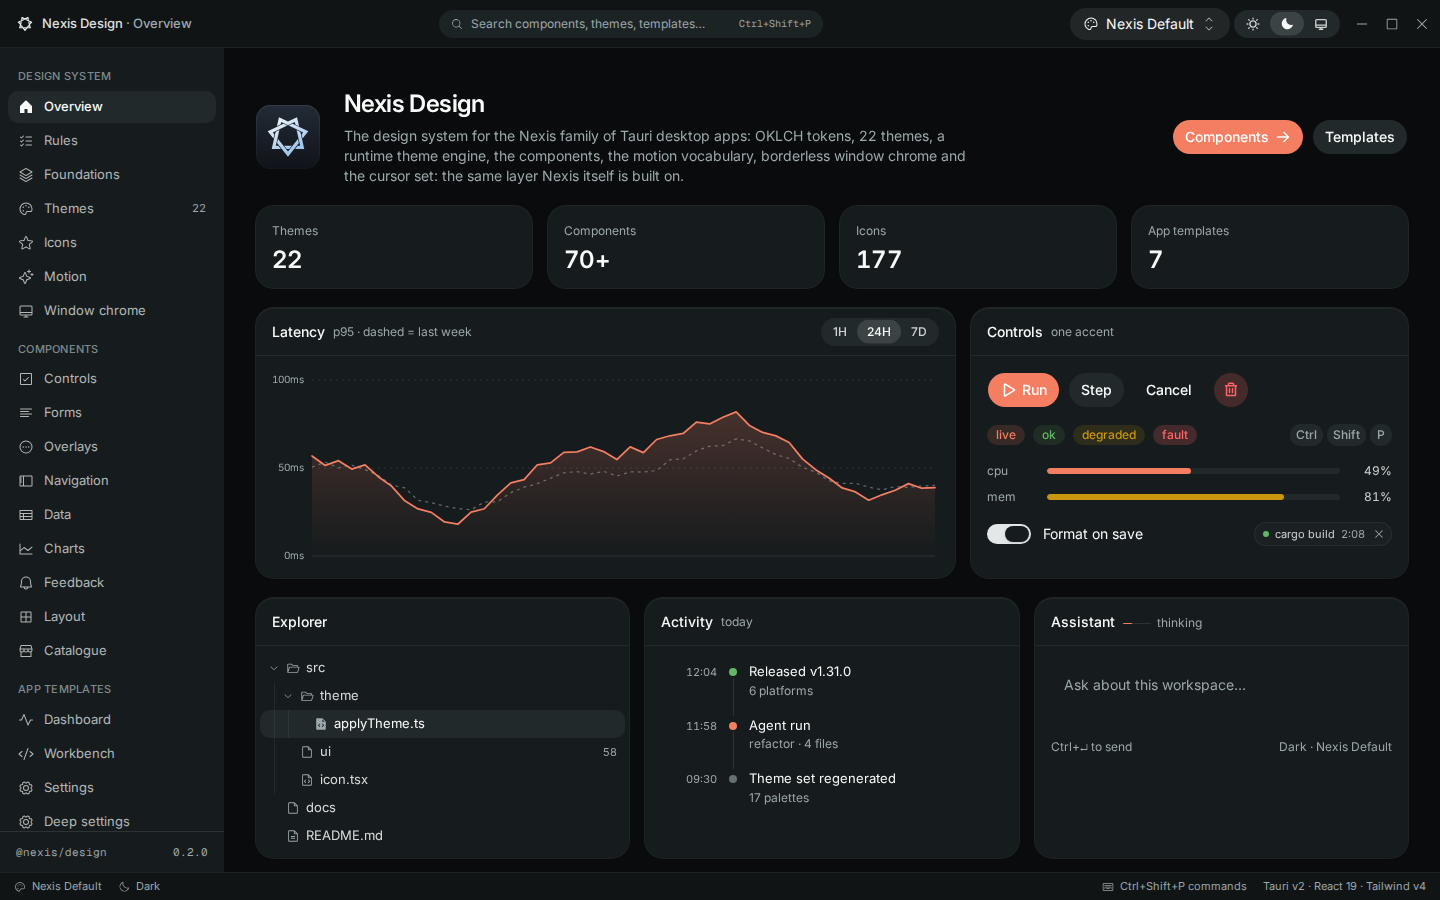 Nexis Design · Overview
Search components, themes, templates... Ctrl+Shift+P
Nexis Default
DESIGN SYSTEM
Overview
Rules
Foundations
Themes 22
Icons
Motion
Window chrome
COMPONENTS
Controls
Forms
Overlays
Navigation
Data
Charts
Feedback
Layout
Catalogue
APP TEMPLATES
Dashboard
Workbench
Settings
Deep settings
@nexis/design 0.2.0
Nexis Design
The design system for the Nexis family of Tauri desktop apps: OKLCH tokens, 22 themes, a
runtime theme engine, the components, the motion vocabulary, borderless window chrome and
the cursor set: the same layer Nexis itself is built on.
Components
Templates
Themes
22
Components
70+
Icons
177
App templates
7
Latency p95 · dashed = last week
1H 24H 7D
100ms
50ms
0ms
Controls one accent
Run Step Cancel
live ok degraded fault Ctrl Shift P
cpu 49%
mem 81%
Format on save cargo build 2:08
Explorer
src
theme
applyTheme.ts
ui 58
icon.tsx
docs
README.md
Activity today
12:04 Released v1.31.0
6 platforms
11:58 Agent run
refactor · 4 files
09:30 Theme set regenerated
17 palettes
Assistant thinking
Ask about this workspace...
Ctrl+↵ to send Dark · Nexis Default
Nexis Default Dark
Ctrl+Shift+P commands Tauri v2 · React 19 · Tailwind v4